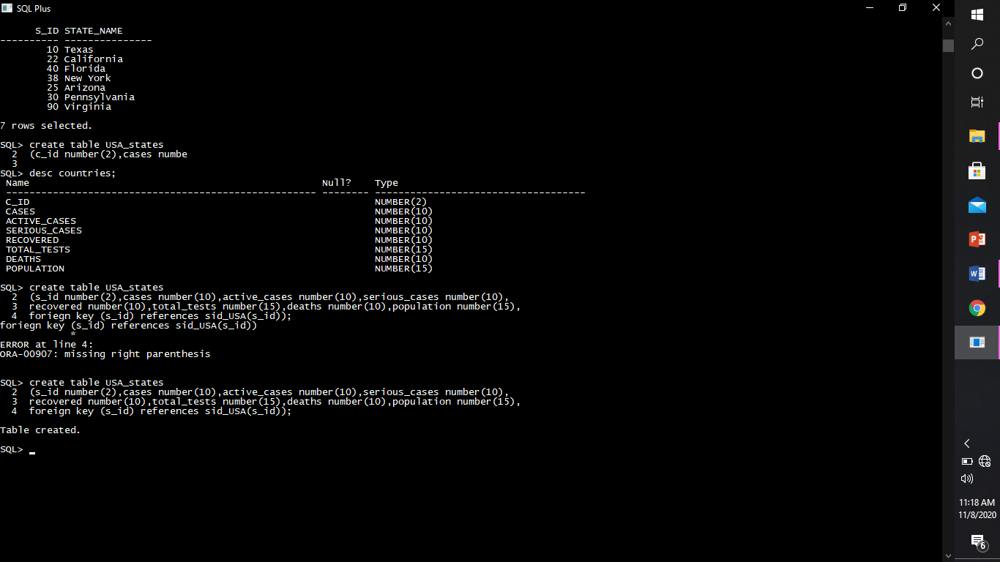 SQL Plus
S_ID STATE_NAME
---------- ---------------
10 Texas
22 California
40 Florida
38 New York
25 Arizona
30 Pennsylvania
90 Virginia
7 rows selected.
SQL> create table USA_states
2 (c_id number(2),cases numbe
3
SQL> desc countries;
Name Null? Type
----------------------------------------------------- -------- ------------------------------------
C_ID NUMBER(2)
CASES NUMBER(10)
ACTIVE_CASES NUMBER(10)
SERIOUS_CASES NUMBER(10)
RECOVERED NUMBER(10)
TOTAL_TESTS NUMBER(15)
DEATHS NUMBER(10)
POPULATION NUMBER(15)
SQL> create table USA_states
2 (s_id number(2),cases number(10),active_cases number(10),serious_cases number(10),
3 recovered number(10),total_tests number(15),deaths number(10),population number(15),
4 foriegn key (s_id) references sid_USA(s_id));
foriegn key (s_id) references sid_USA(s_id))
*
ERROR at line 4:
ORA-00907: missing right parenthesis
SQL> create table USA_states
2 (s_id number(2),cases number(10),active_cases number(10),serious_cases number(10),
3 recovered number(10),total_tests number(15),deaths number(10),population number(15),
4 foreign key (s_id) references sid_USA(s_id));
Table created.
SQL> _
P
W
11:18 AM
11/8/2020
6